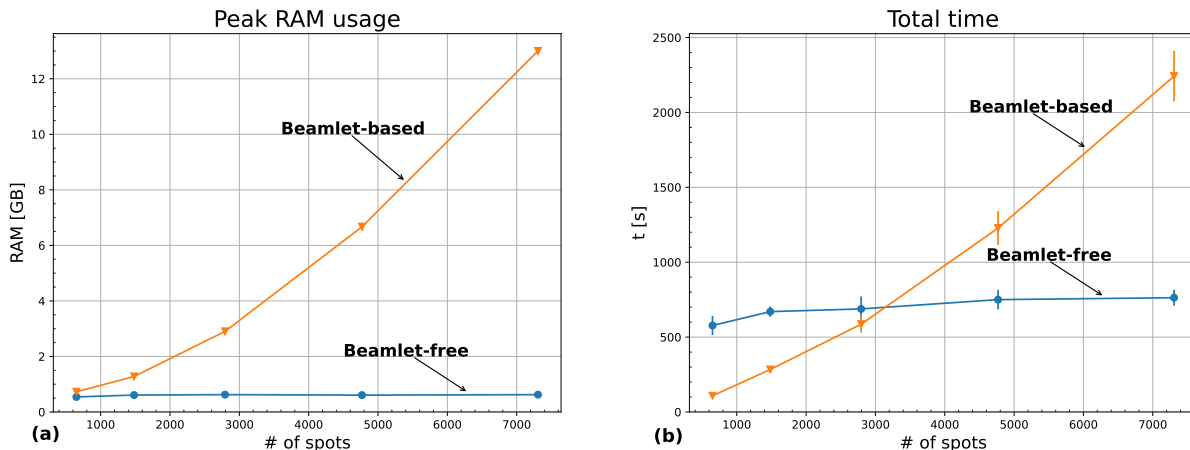 Peak RAM usage
RAM [GB]
12
10
8
6
4
2
0
Beamlet-based
Beamlet-free
1000 2000 3000 4000 5000 6000 7000
# of spots
(a)
Total time
t [s]
2500
2000
1500
1000
500
0
Beamlet-based
Beamlet-free
1000 2000 3000 4000 5000 6000 7000
# of spots
(b)